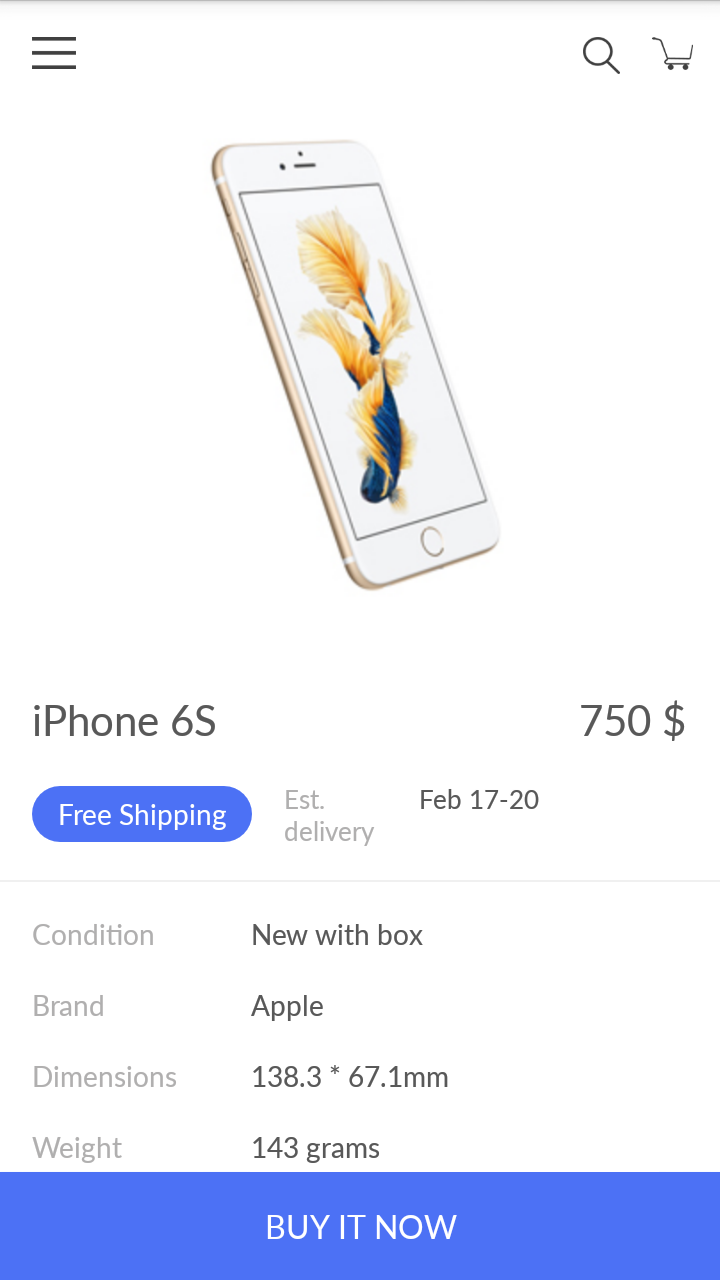 iPhone 6S 750 $
Free Shipping Est. delivery Feb 17-20
Condition New with box
Brand Apple
Dimensions 138.3 * 67.1mm
Weight 143 grams
BUY IT NOW